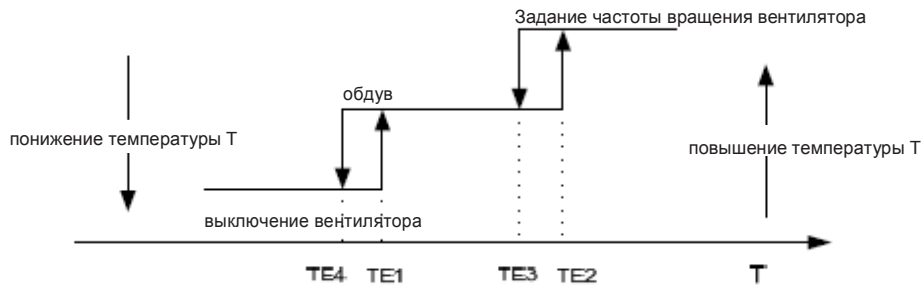 Задание частоты вращения вентилятора
обдув
понижение температуры T
повышение температуры T
выключение вентилятора
TE4 TE1 TE3 TE2 T